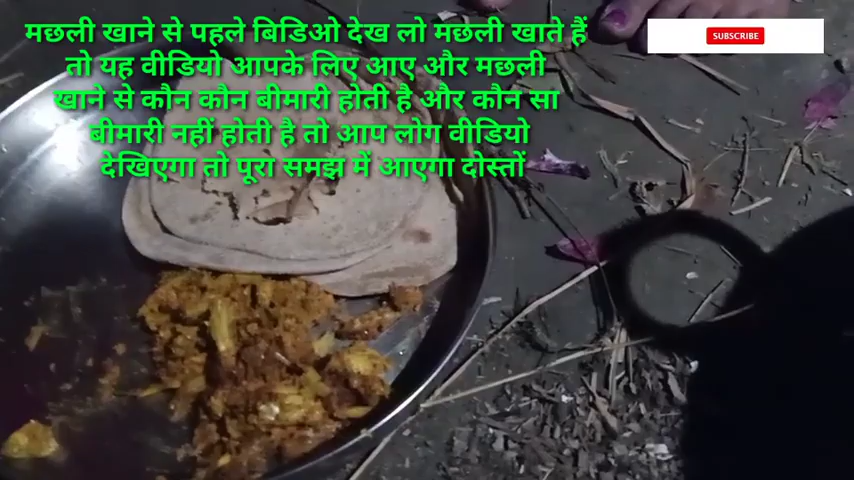 मछली खाने से पहले बिडिओ देख लो मछली खाते हैं
तो यह वीडियो आपके लिए आए और मछली
खाने से कौन कौन बीमारी होती है और कौन सा
बीमारी नहीं होती है तो आप लोग वीडियो
देखिएगा तो पूरा समझ में आएगा दोस्तों
SUBSCRIBE